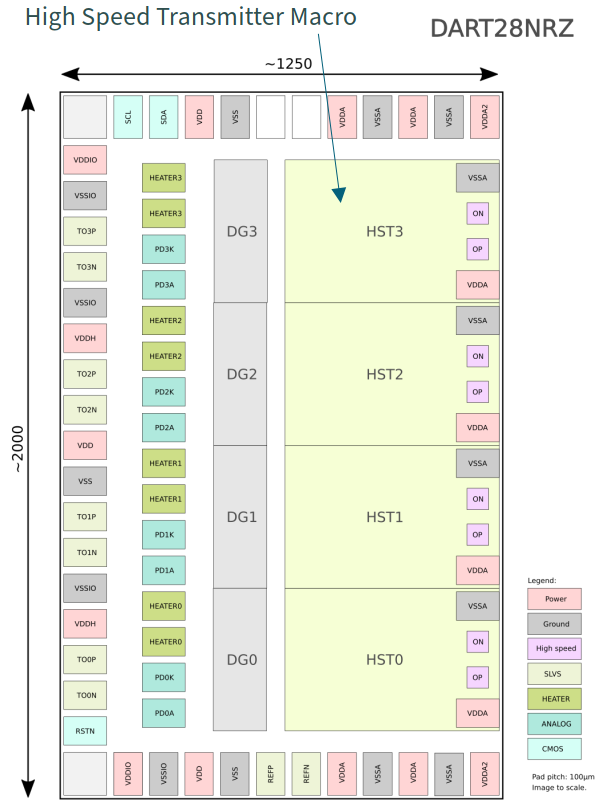 High Speed Transmitter Macro
DART28NRZ
~1250
SCL
SDA
VDD
VSS
VDDA
VSSA
VDDA
VSSA
VDDA2
~2000
VDDIO
VSSIO
TO3P
TO3N
VSSIO
VDDH
TO2P
TO2N
VDD
VSS
TO1P
TO1N
VSSIO
VDDH
TO0P
TO0N
RSTN
HEATER3
HEATER3
PD3K
PD3A
HEATER2
HEATER2
PD2K
PD2A
HEATER1
HEATER1
PD1K
PD1A
HEATER0
HEATER0
PD0K
PD0A
DG3
DG2
DG1
DG0
HST3
HST2
HST1
HST0
VSSA
ON
OP
VDDA
VSSA
ON
OP
VDDA
VSSA
ON
OP
VDDA
VSSA
ON
OP
VDDA
VDDIO
VSSIO
VDD
VSS
REFP
REFN
VDDA
VSSA
VDDA
VSSA
VDDA2
Legend:
Power
Ground
High speed
SLVS
HEATER
ANALOG
CMOS
Pad pitch: 100μm
Image to scale.